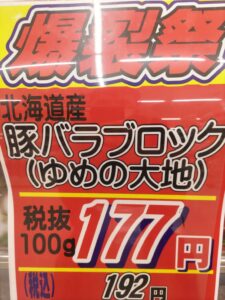 爆裂祭
北海道産
豚バラブロック
(ゆめの大地)
税抜
100g 177円
(税込) 192円